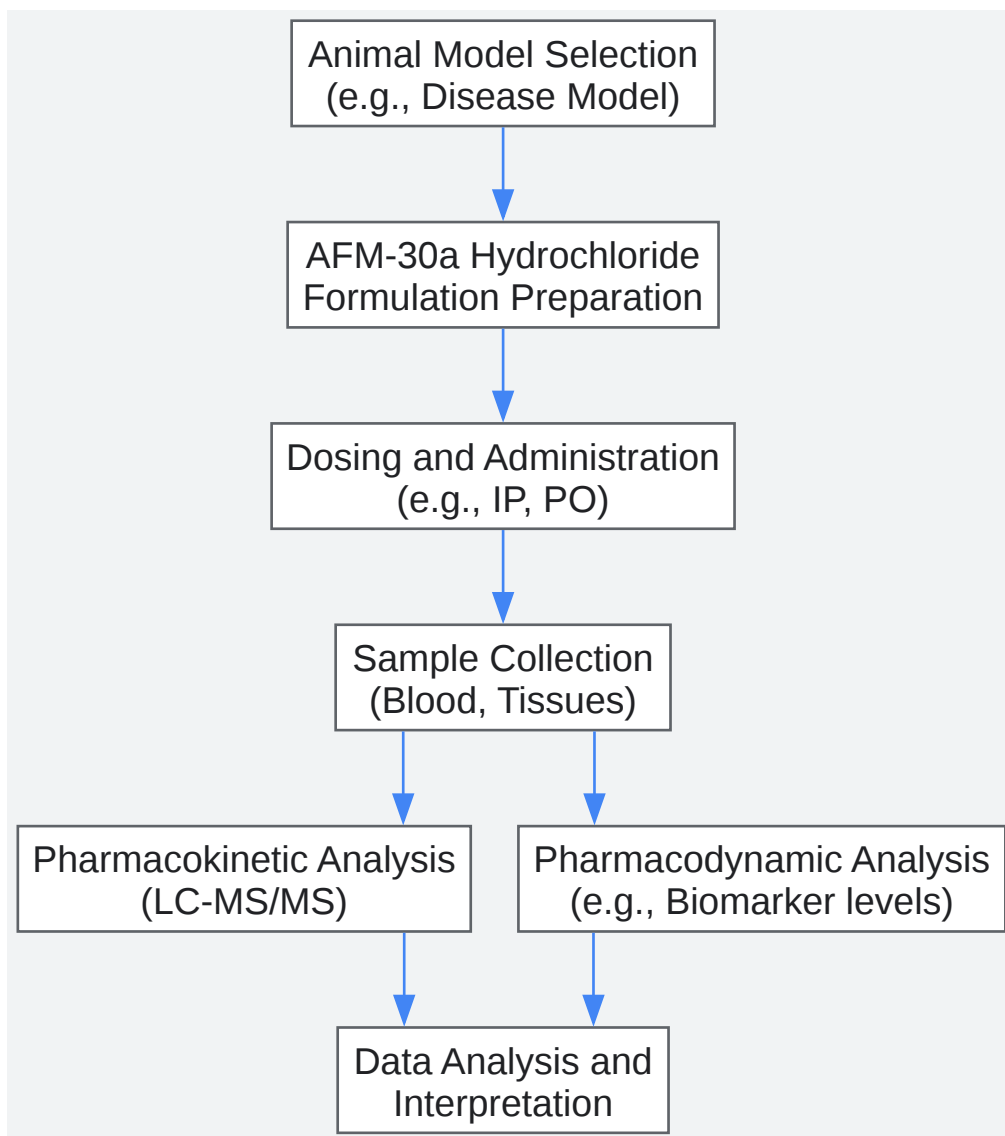 Animal Model Selection
(e.g., Disease Model)
AFM-30a Hydrochloride
Formulation Preparation
Dosing and Administration
(e.g., IP, PO)
Sample Collection
(Blood, Tissues)
Pharmacokinetic Analysis
(LC-MS/MS)
Pharmacodynamic Analysis
(e.g., Biomarker levels)
Data Analysis and
Interpretation